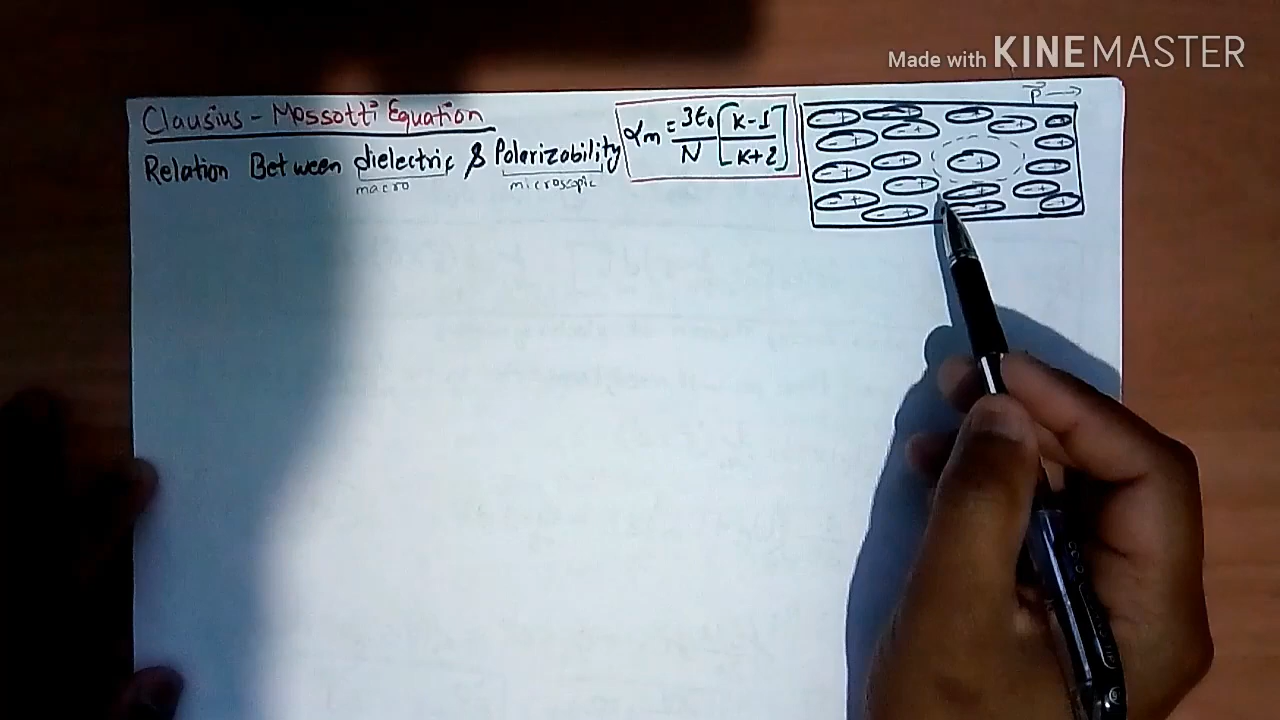 Made with KINEMASTER
Clausius - Mossotti Equation
Relation Between dielectric & Polarizability
macro microscopic
αm = 3ε0/N [K-1/K+2]
P →